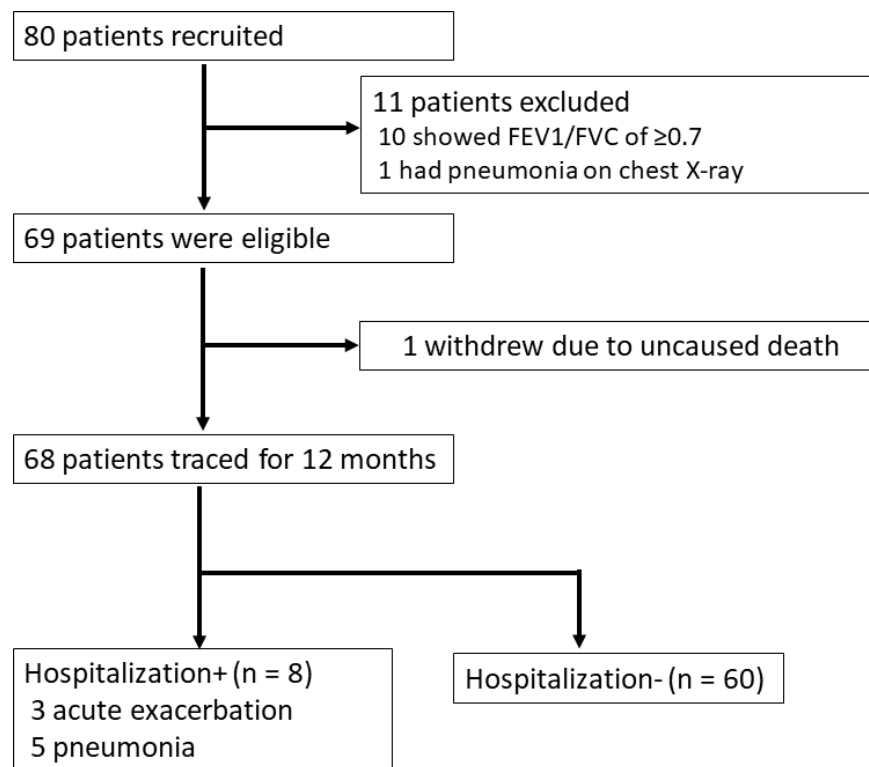 80 patients recruited
11 patients excluded
10 showed FEV1/FVC of ≥0.7
1 had pneumonia on chest X-ray
69 patients were eligible
1 withdrew due to uncaused death
68 patients traced for 12 months
Hospitalization+ (n = 8)
3 acute exacerbation
5 pneumonia
Hospitalization- (n = 60)